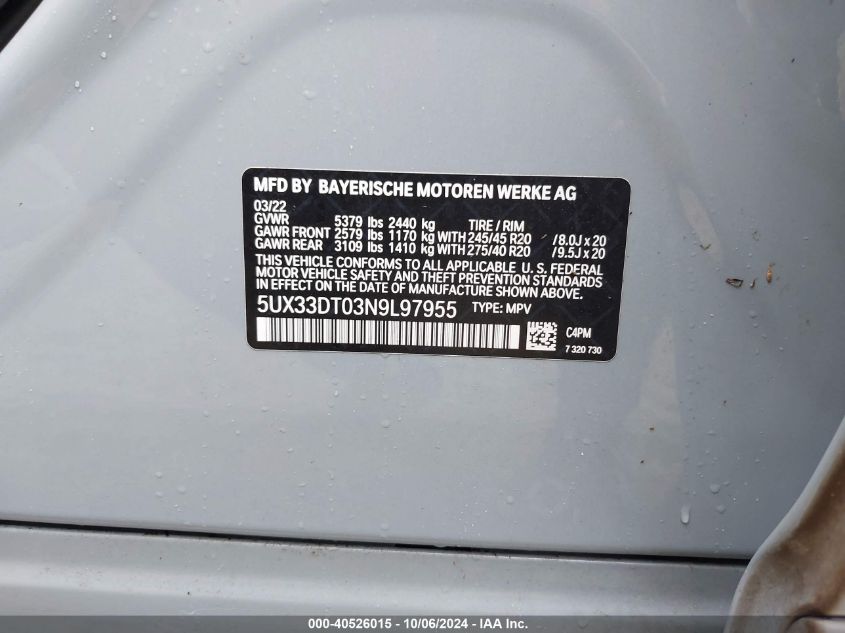 MFD BY BAYERISCHE MOTOREN WERKE AG
03/22
GVWR 5379 lbs 2440 kg TIRE / RIM
GAWR FRONT 2579 lbs 1170 kg WITH 245/45 R20 /8.0J x 20
GAWR REAR 3109 lbs 1410 kg WITH 275/40 R20 /9.5J x 20
THIS VEHICLE CONFORMS TO ALL APPLICABLE U. S. FEDERAL
MOTOR VEHICLE SAFETY AND THEFT PREVENTION STANDARDS
IN EFFECT ON THE DATE OF MANUFACTURE SHOWN ABOVE.
5UX33DT03N9L97955 TYPE: MPV
C4PM
7 320 730
000-40526015 - 10/06/2024 - IAA Inc.